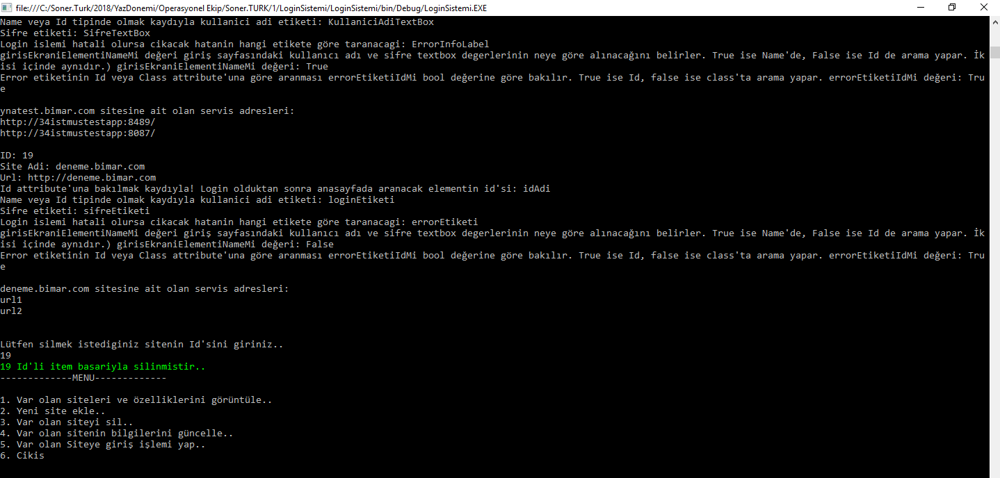 file:///C:/Soner.Turk/2018/YazDonemi/Operasyonel Ekip/Soner.TURK/1/LoginSistemi/LoginSistemi/bin/Debug/LoginSistemi.EXE
Name veya Id tipinde olmak kaydıyla kullanici adi etiketi: KullaniciAdiTextBox
Sifre etiketi: SifreTextBox
Login islemi hatali olursa cikacak hatanin hangi etikete göre taranacagi: ErrorInfoLabel
girisEkraniElementiNameMi değeri giriş sayfasındaki kullanıcı adı ve sifre textbox degerlerinin neye göre alınacağını belirler. True ise Name'de, False ise Id de arama yapar. İk
isi içinde aynıdır.) girisEkraniElementiNameMi değeri: True
Error etiketinin Id veya Class attribute'una göre aranması errorEtiketiIdMi bool değerine göre bakılır. True ise Id, false ise class'ta arama yapar. errorEtiketiIdMi değeri: Tru
e
ynatest.bimar.com sitesine ait olan servis adresleri:
http://34istmustestapp:8489/
http://34istmustestapp:8087/
ID: 19
Site Adi: deneme.bimar.com
Url: http://deneme.bimar.com
Id attribute'una bakılmak kaydıyla! Login olduktan sonra anasayfada aranacak elementin id'si: idAdi
Name veya Id tipinde olmak kaydıyla kullanici adi etiketi: loginEtiketi
Sifre etiketi: sifreEtiketi
Login islemi hatali olursa cikacak hatanin hangi etikete göre taranacagi: errorEtiketi
girisEkraniElementiNameMi değeri giriş sayfasındaki kullanıcı adı ve sifre textbox degerlerinin neye göre alınacağını belirler. True ise Name'de, False ise Id de arama yapar. İk
isi içinde aynıdır.) girisEkraniElementiNameMi değeri: False
Error etiketinin Id veya Class attribute'una göre aranması errorEtiketiIdMi bool değerine göre bakılır. True ise Id, false ise class'ta arama yapar. errorEtiketiIdMi değeri: Tru
e
deneme.bimar.com sitesine ait olan servis adresleri:
url1
url2
Lütfen silmek istediginiz sitenin Id'sini giriniz..
19
19 Id'li item basariyla silinmistir..
-------------MENU-------------
1. Var olan siteleri ve özelliklerini görüntüle..
2. Yeni site ekle..
3. Var olan siteyi sil..
4. Var olan sitenin bilgilerini güncelle..
5. Var olan Siteye giriş işlemi yap..
6. Cikis